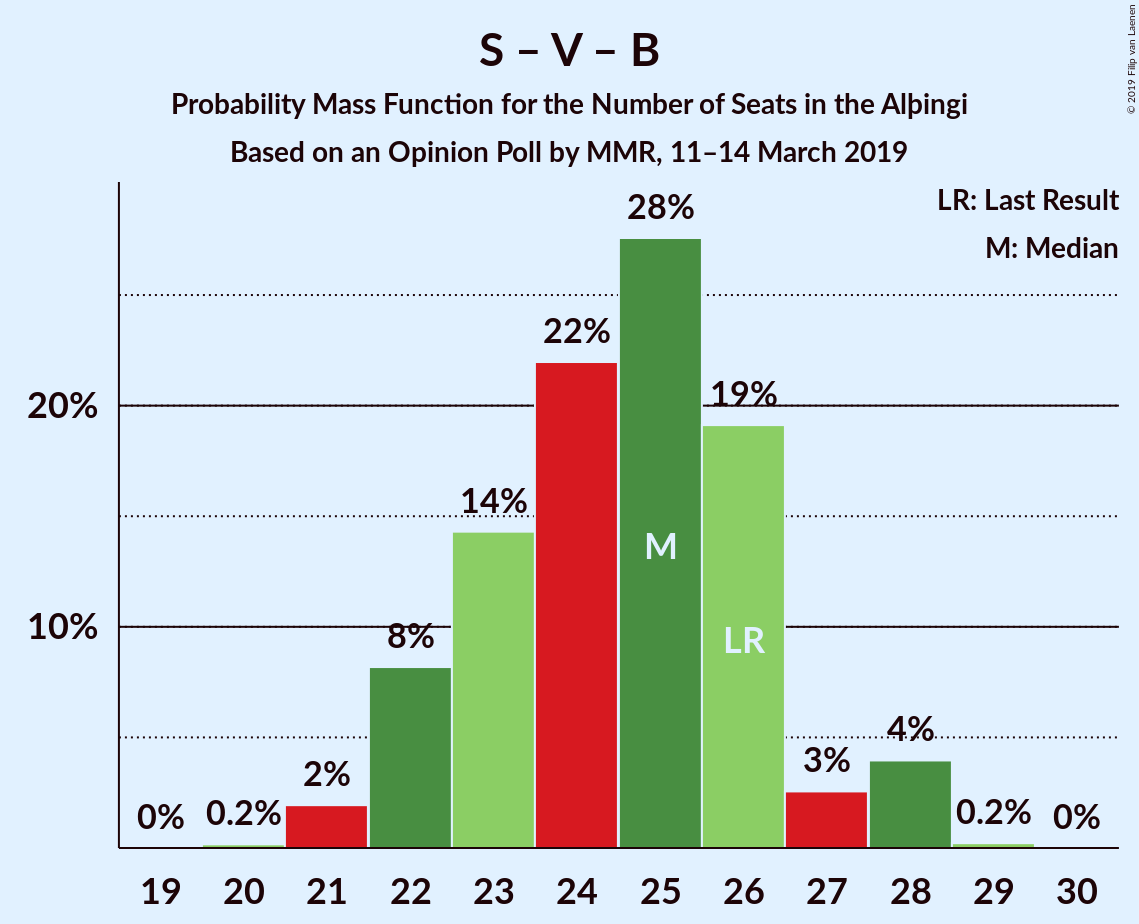 S – V – B
Probability Mass Function for the Number of Seats in the Alþingi
Based on an Opinion Poll by MMR, 11–14 March 2019
© 2019 Filip van Laenen
LR: Last Result
M: Median
28%
22%
20%
19%
14%
M
10%
8%
LR
4%
3%
2%
0%
0.2%
0.2%
0%
19 20 21 22 23 24 25 26 27 28 29 30